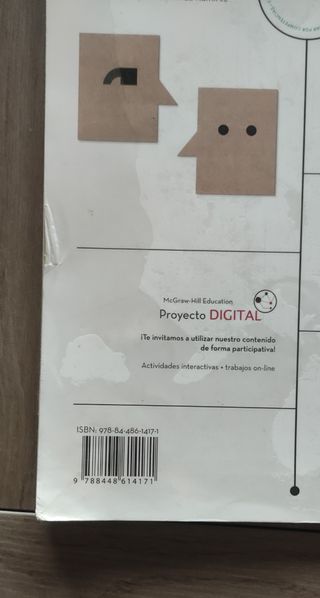 McGraw-Hill Education
Proyecto DIGITAL
¡Te invitamos a utilizar nuestro contenido
de forma participativa!
Actividades interactivas + trabajos on-line
ISBN: 978-84-486-1417-1
9 788448 614171